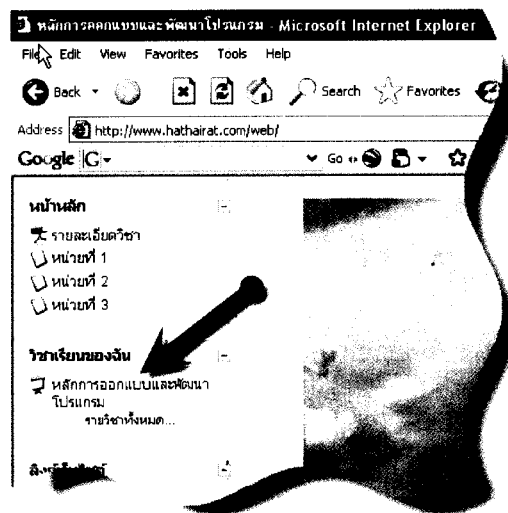 หลักการออกแบบและพัฒนาโปรแกรม - Microsoft Internet Explorer
File Edit View Favorites Tools Help
Back Search Favorites
Address http://www.hathairat.com/web/
Google G Go
หน้าหลัก
รายละเอียดวิชา
หน่วยที่ 1
หน่วยที่ 2
หน่วยที่ 3
วิชาเรียนของฉัน
หลักการออกแบบและพัฒนา
โปรแกรม
รายวิชาทั้งหมด...